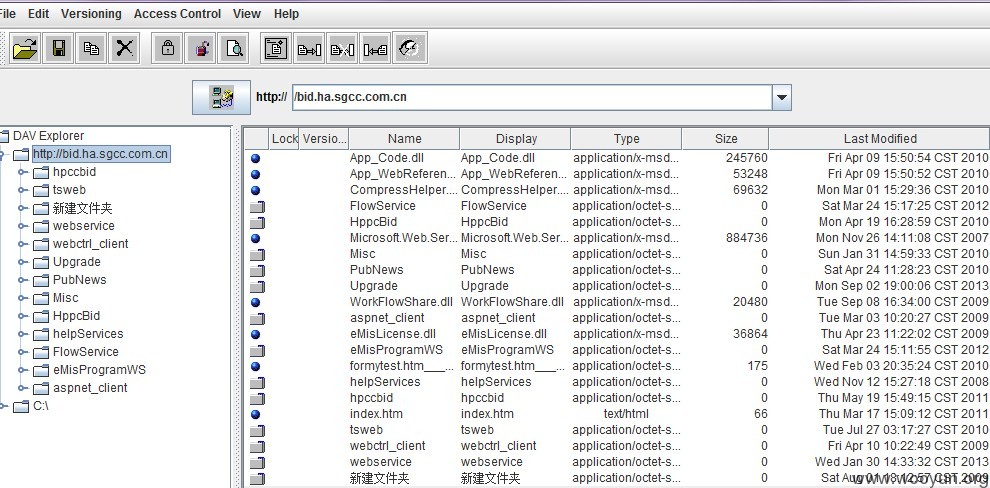 File Edit Versioning Access Control View Help
http:// /bid.ha.sgcc.com.cn
DAV Explorer
http://bid.ha.sgcc.com.cn
hpccbid
tsweb
新建文件夹
webservice
webctrl_client
Upgrade
PubNews
Misc
HppcBid
helpServices
FlowService
eMisProgramWS
aspnet_client
C:\
Lock Versio... Name Display Type Size Last Modified
App_Code.dll App_Code.dll application/x-msd... 245760 Fri Apr 09 15:50:54 CST 2010
App_WebReferen... App_WebReferen... application/x-msd... 53248 Fri Apr 09 15:50:52 CST 2010
CompressHelper.... CompressHelper.... application/x-msd... 69632 Mon Mar 01 15:29:36 CST 2010
FlowService FlowService application/octet-s... 0 Sat Mar 24 15:17:25 CST 2012
HppcBid HppcBid application/octet-s... 0 Mon Apr 19 16:28:59 CST 2010
Microsoft.Web.Ser... Microsoft.Web.Ser... application/x-msd... 884736 Mon Nov 26 14:11:08 CST 2007
Misc Misc application/octet-s... 0 Sun Jan 31 14:59:33 CST 2010
PubNews PubNews application/octet-s... 0 Sat Apr 24 11:28:23 CST 2010
Upgrade Upgrade application/octet-s... 0 Mon Sep 02 19:00:06 CST 2013
WorkFlowShare.dll WorkFlowShare.dll application/x-msd... 20480 Tue Sep 08 16:34:00 CST 2009
aspnet_client aspnet_client application/octet-s... 0 Tue Mar 03 10:20:27 CST 2009
eMisLicense.dll eMisLicense.dll application/x-msd... 36864 Thu Apr 23 11:22:02 CST 2009
eMisProgramWS eMisProgramWS application/octet-s... 0 Sat Mar 24 15:11:55 CST 2012
formytest.htm___... formytest.htm___... application/octet-s... 175 Wed Feb 03 20:35:24 CST 2010
helpServices helpServices application/octet-s... 0 Wed Nov 12 15:27:18 CST 2008
hpccbid hpccbid application/octet-s... 0 Thu May 19 15:49:15 CST 2011
index.htm index.htm text/html 66 Thu Mar 17 15:09:12 CST 2011
tsweb tsweb application/octet-s... 0 Tue Jul 27 03:17:27 CST 2010
webctrl_client webctrl_client application/octet-s... 0 Fri Apr 10 10:22:49 CST 2009
webservice webservice application/octet-s... 0 Wed Jan 30 14:33:32 CST 2013
新建文件夹 新建文件夹 application/octet-s... 0 Sat Aug 01 18:12:57 CST 2009
www.wooyun.org